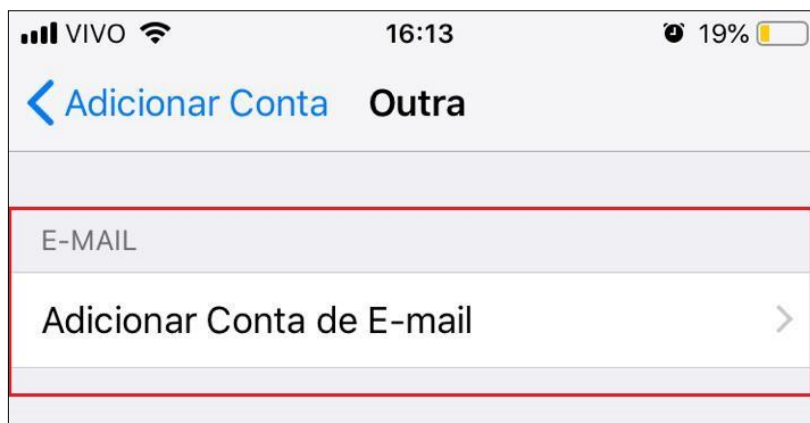 VIVO 16:13 19%
Adicionar Conta Outra
E-MAIL
Adicionar Conta de E-mail